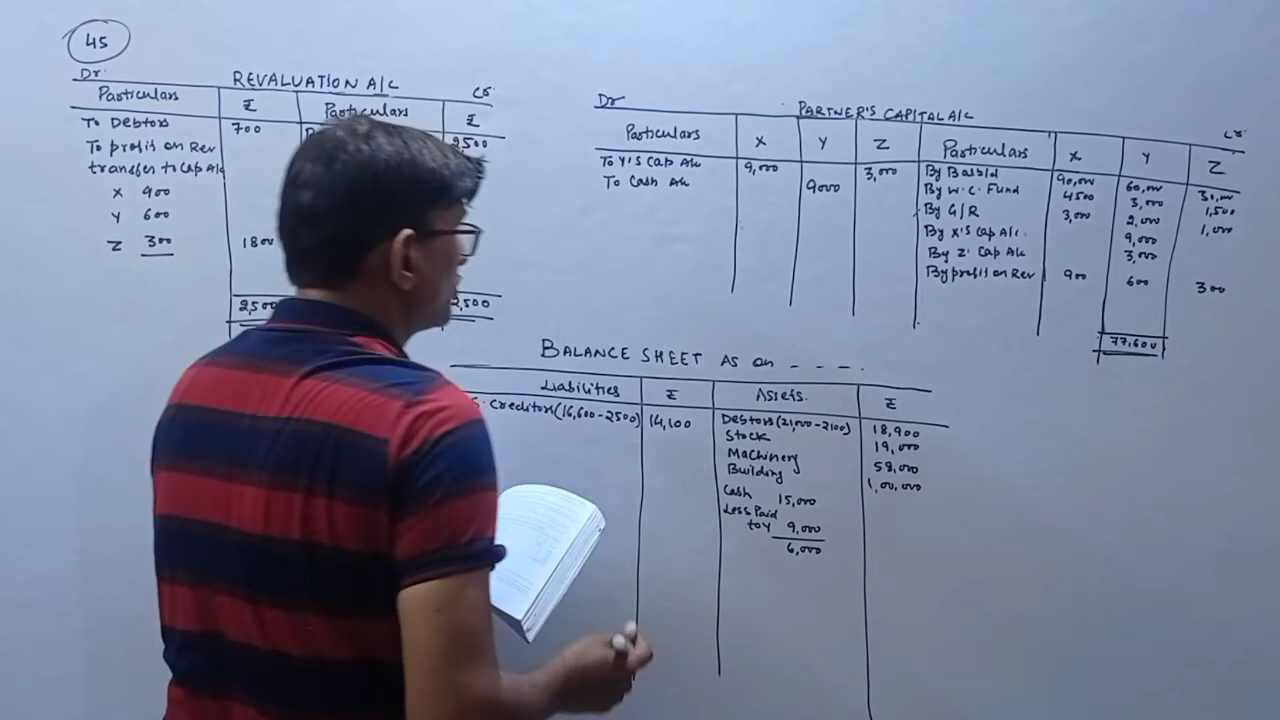 45
Dr. REVALUATION A/C Cr.
Particulars ₹ Particulars ₹
To Debtors 700 2500
To profit on Rev
transfer to Cap A/c
X 900
Y 600
Z 300 1800
2,500 2,500
Dr PARTNER'S CAPITAL A/C Cr.
Particulars X Y Z Particulars X Y Z
To Y'S Cap A/c 9,000 3,000 By Bal b/d 90,000 60,000 30,000
To Cash A/c 9000 By W.C. Fund 4500 3,000 1,500
By G/R 3,000 2,000 1,000
By X'S Cap A/c. 9,000
By Z' Cap A/c 3,000
By profit on Rev 900 600 300
77,600
BALANCE SHEET AS on - - - -.
Liabilities ₹ Assets. ₹
Creditors (16,600-2500) 14,100 Debtors (21,000-2100) 18,900
Stock 19,000
Machinery 58,000
Building 1,00,000
Cash 15,000
Less Paid
to Y 9,000
6,000